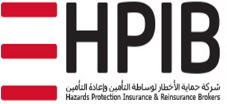 HPIB
شركة حماية الأخطار لوساطة التأمين وإعادة التأمين
Hazards Protection Insurance & Reinsurance Brokers